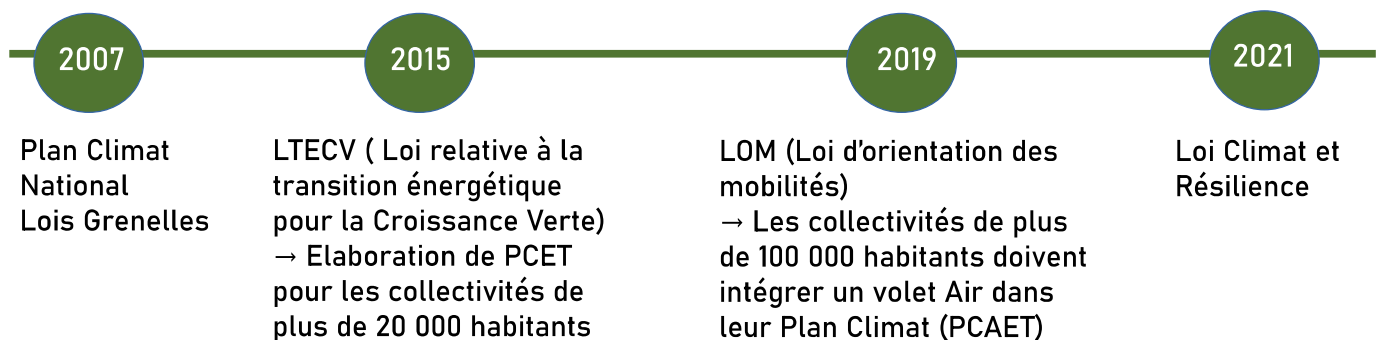 2007
Plan Climat
National
Lois Grenelles
2015
LTECV ( Loi relative à la
transition énergétique
pour la Croissance Verte)
→ Elaboration de PCET
pour les collectivités de
plus de 20 000 habitants
2019
LOM (Loi d'orientation des
mobilités)
→ Les collectivités de plus
de 100 000 habitants doivent
intégrer un volet Air dans
leur Plan Climat (PCAET)
2021
Loi Climat et
Résilience